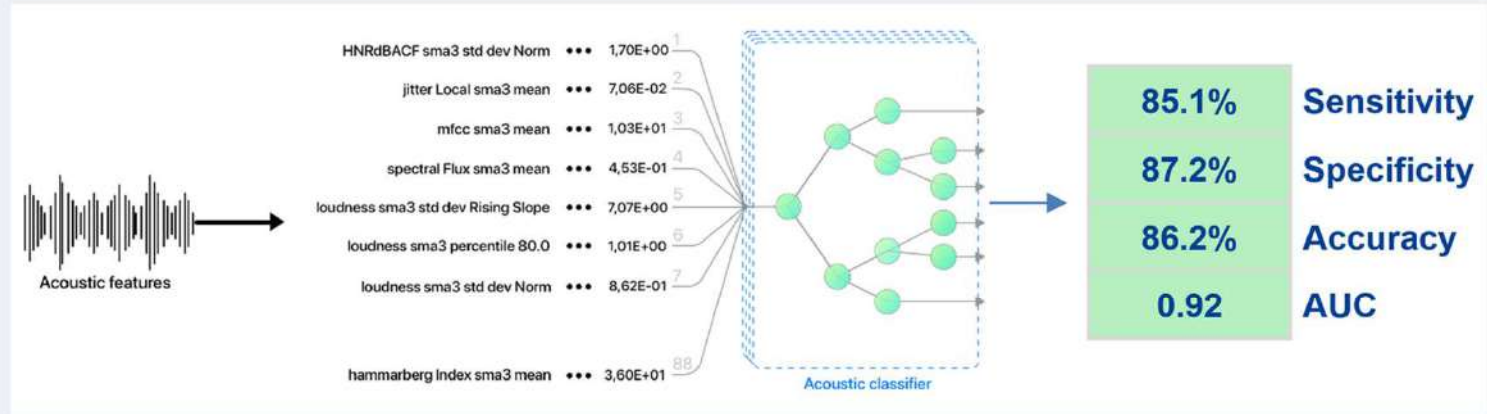 HNRdBACF sma3 std dev Norm ••• 1,70E+00 1
jitter Local sma3 mean ••• 7,06E-02 2
mfcc sma3 mean ••• 1,03E+01 3
spectral Flux sma3 mean ••• 4,53E-01 4
loudness sma3 std dev Rising Slope ••• 7,07E+00 5
loudness sma3 percentile 80.0 ••• 1,01E+00 6
loudness sma3 std dev Norm ••• 8,62E-01 7
hammarberg Index sma3 mean ••• 3,60E+01 88
Acoustic features
Acoustic classifier
85.1% Sensitivity
87.2% Specificity
86.2% Accuracy
0.92 AUC